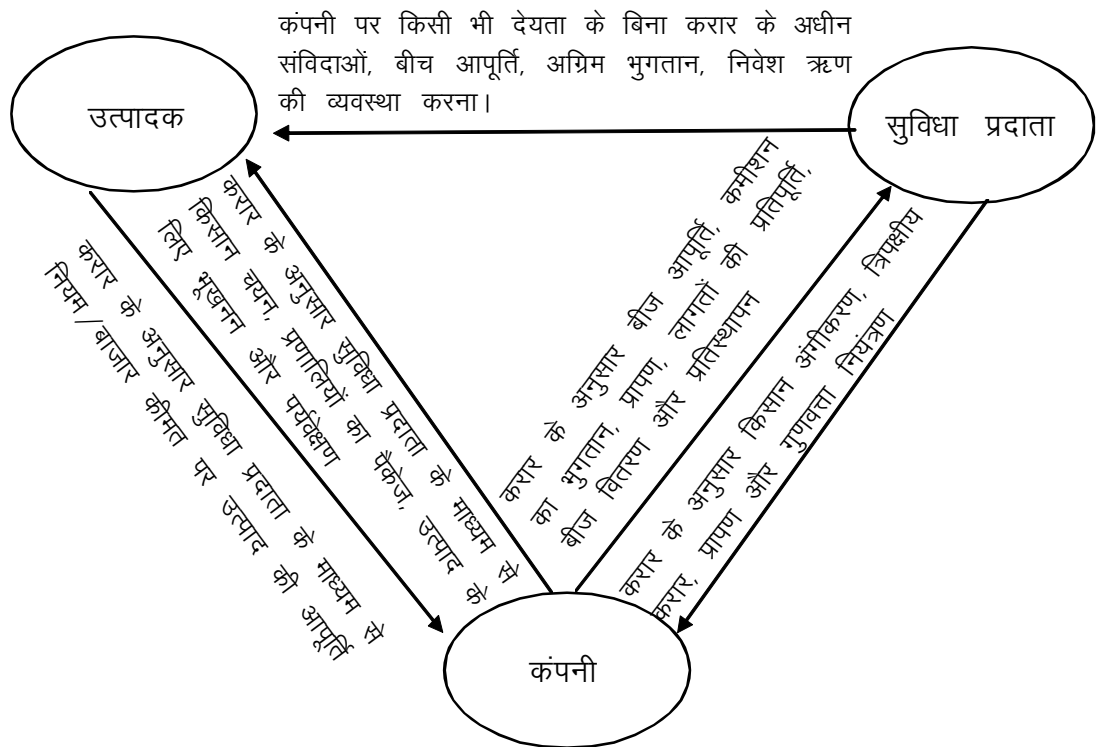 कंपनी पर किसी भी देयता के बिना करार के अधीन
संविदाओं, बीच आपूर्ति, अग्रिम भुगतान, निवेश ऋण
की व्यवस्था करना।
उत्पादक
सुविधा प्रदाता
करार के अनुसार सुविधा प्रदाता के माध्यम से
नियम/बाजार कीमत पर उत्पाद की आपूर्ति
करार के अनुसार सुविधा प्रदाता के माध्यम से
किसान चयन, प्रणालियों का पैकेज, उत्पाद के
लिए भूखनन और पर्यवेक्षण
करार के अनुसार बीज आपूर्ति, कमीशन
का भुगतान, प्रापण, लागतों की प्रतिपूर्ति,
बीज वितरण और प्रतिस्थापन
करार के अनुसार किसान अंगीकरण, त्रिपक्षीय
करार, प्रापण और गुणवत्ता नियंत्रण
कंपनी